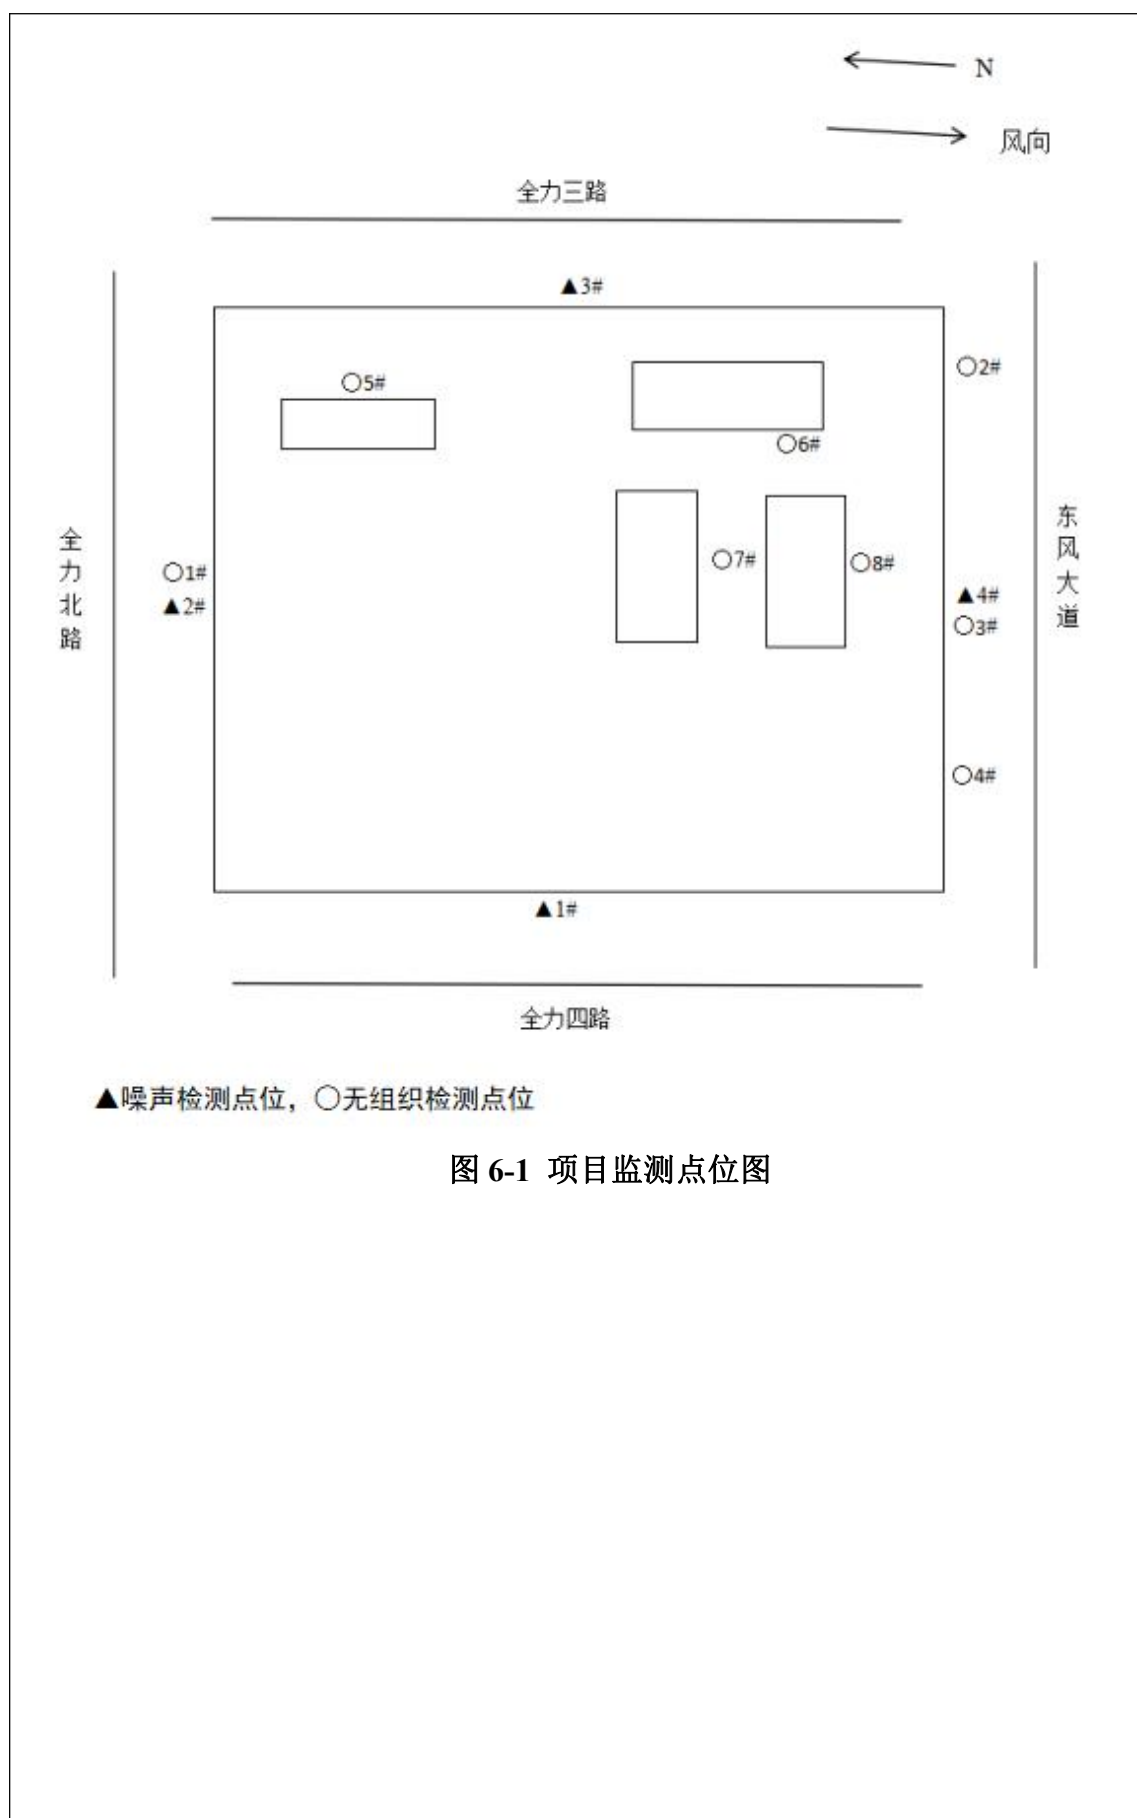 N
风向
全力三路
▲3#
○2#
○5#
○6#
全力北路
东风大道
○7#
○8#
○1#
▲2#
▲4#
○3#
○4#
▲1#
全力四路
▲噪声检测点位，○无组织检测点位
图 6-1 项目监测点位图